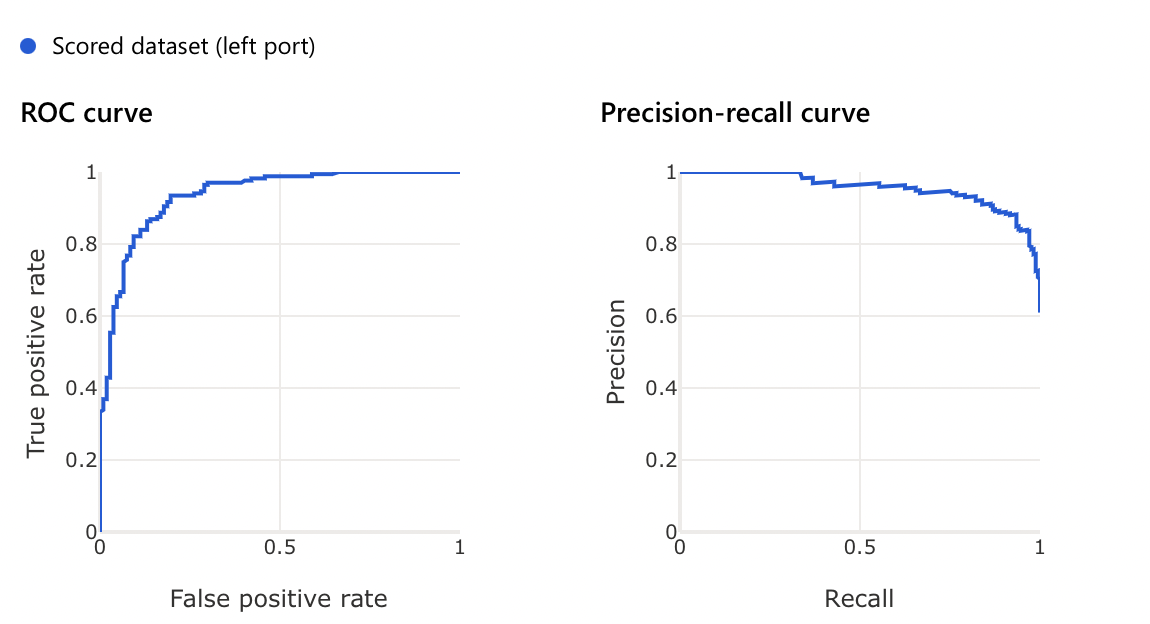 Scored dataset (left port)
ROC curve
Precision-recall curve
1
0.8
0.6
0.4
0.2
0
0
0.5
1
True positive rate
False positive rate
1
0.8
0.6
0.4
0.2
0
0
0.5
1
Precision
Recall